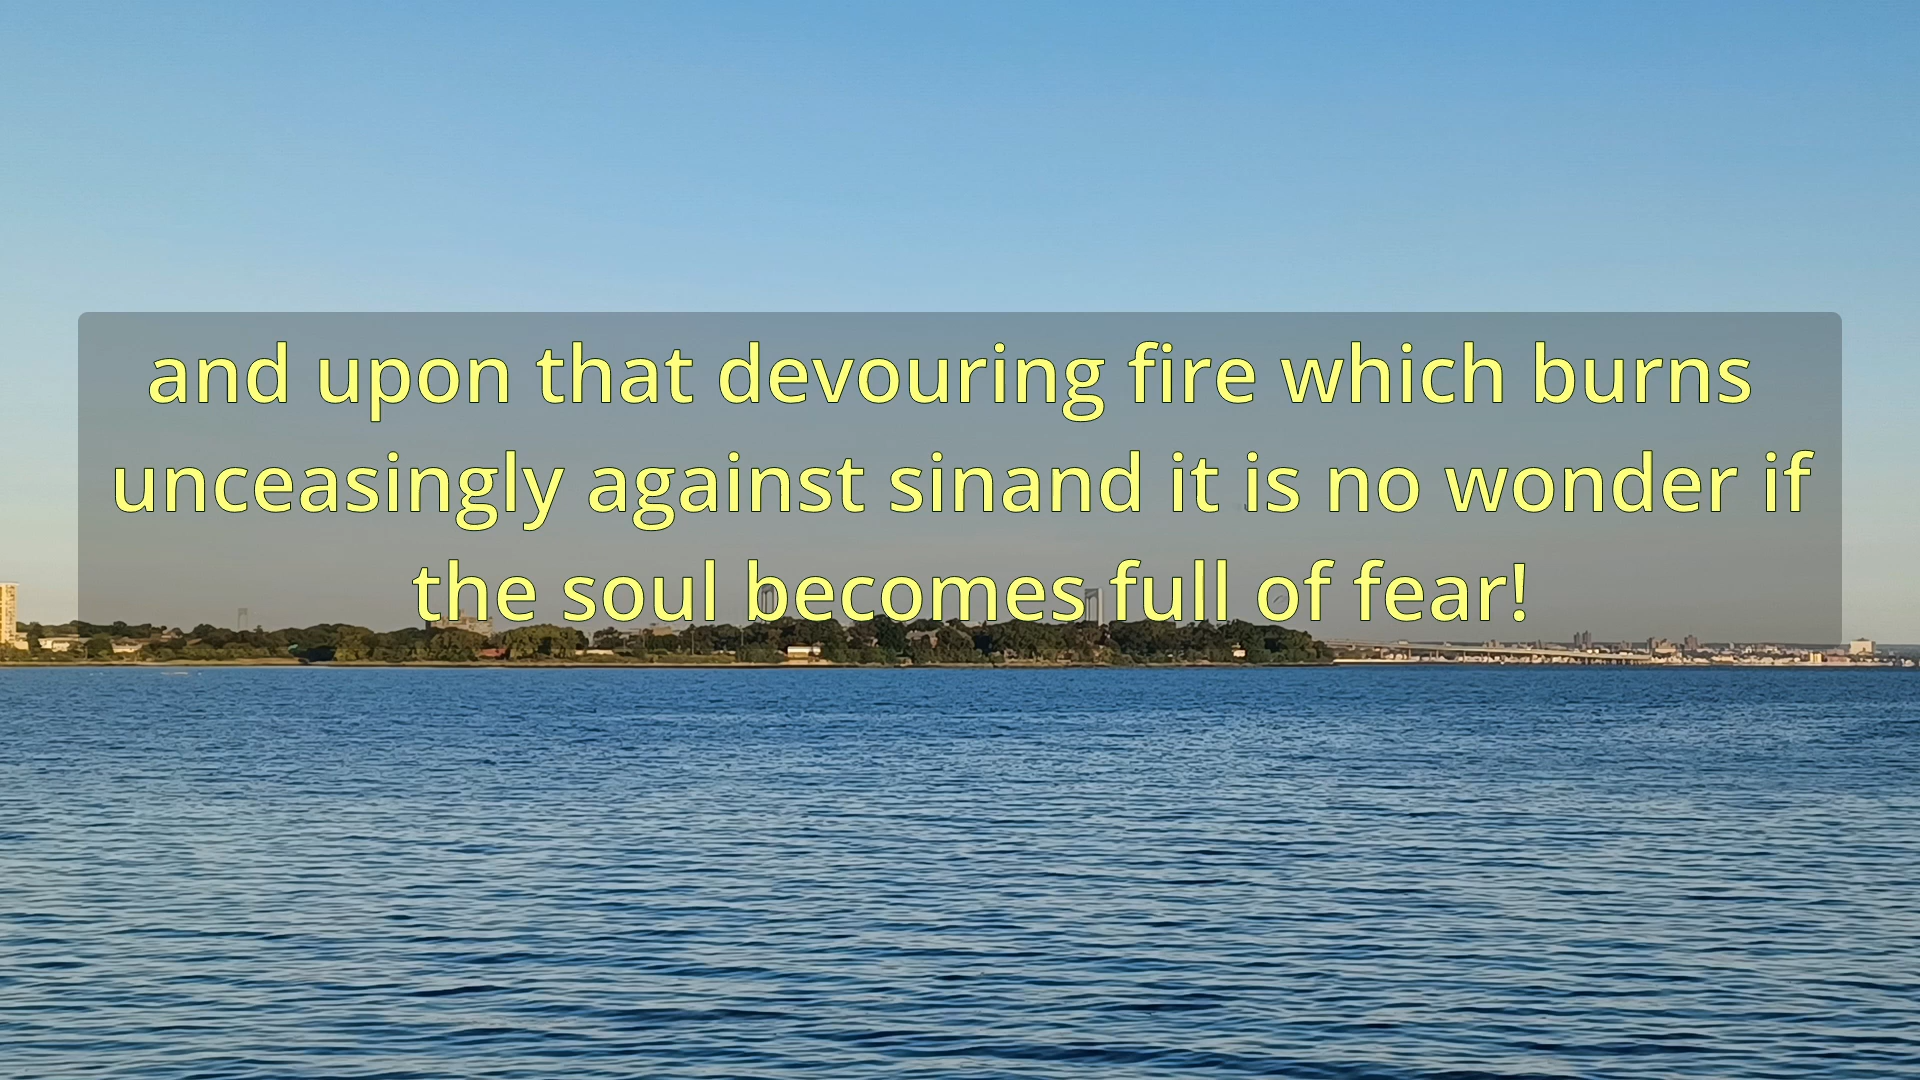 and upon that devouring fire which burns
unceasingly against sinand it is no wonder if
the soul becomes full of fear!